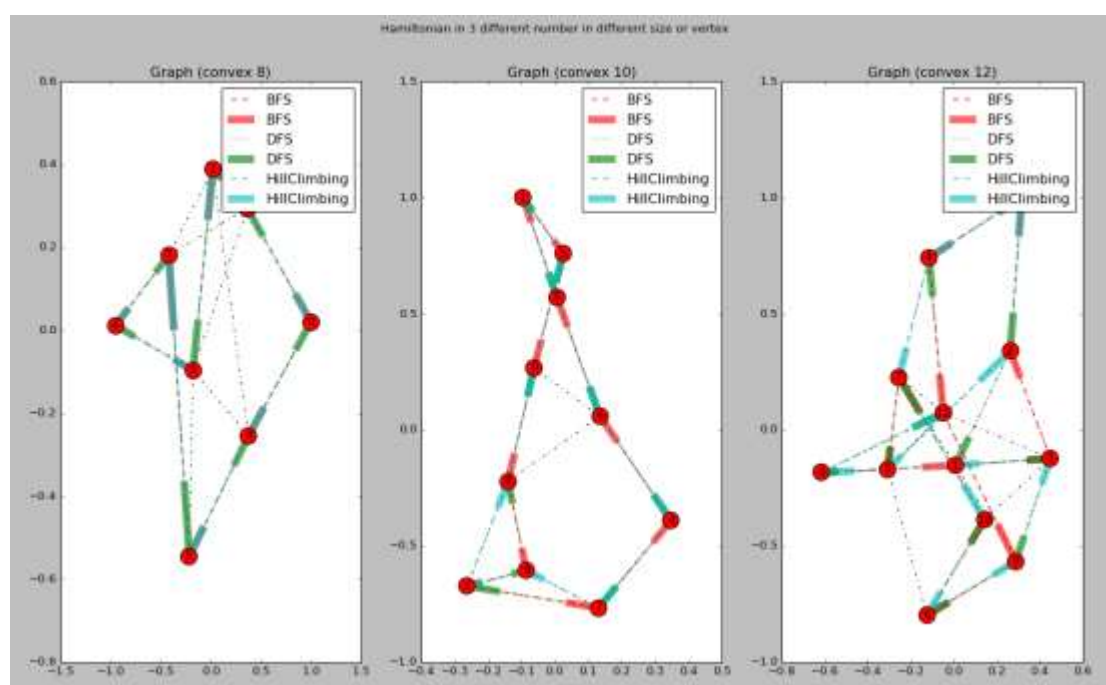 Hamiltonian in 3 different number in different size or vertex
Graph (convex 8)
0.6
0.4
0.2
0.0
−0.2
−0.4
−0.6
−0.8
−1.5 −1.0 −0.5 0.0 0.5 1.0 1.5
BFS
BFS
DFS
DFS
HillClimbing
HillClimbing
Graph (convex 10)
1.5
1.0
0.5
0.0
−0.5
−1.0
−0.4 −0.3 −0.2 −0.1 0.0 0.1 0.2 0.3 0.4 0.5
BFS
BFS
DFS
DFS
HillClimbing
HillClimbing
Graph (convex 12)
1.5
1.0
0.5
0.0
−0.5
−1.0
−0.8 −0.6 −0.4 −0.2 0.0 0.2 0.4 0.6
BFS
BFS
DFS
DFS
HillClimbing
HillClimbing